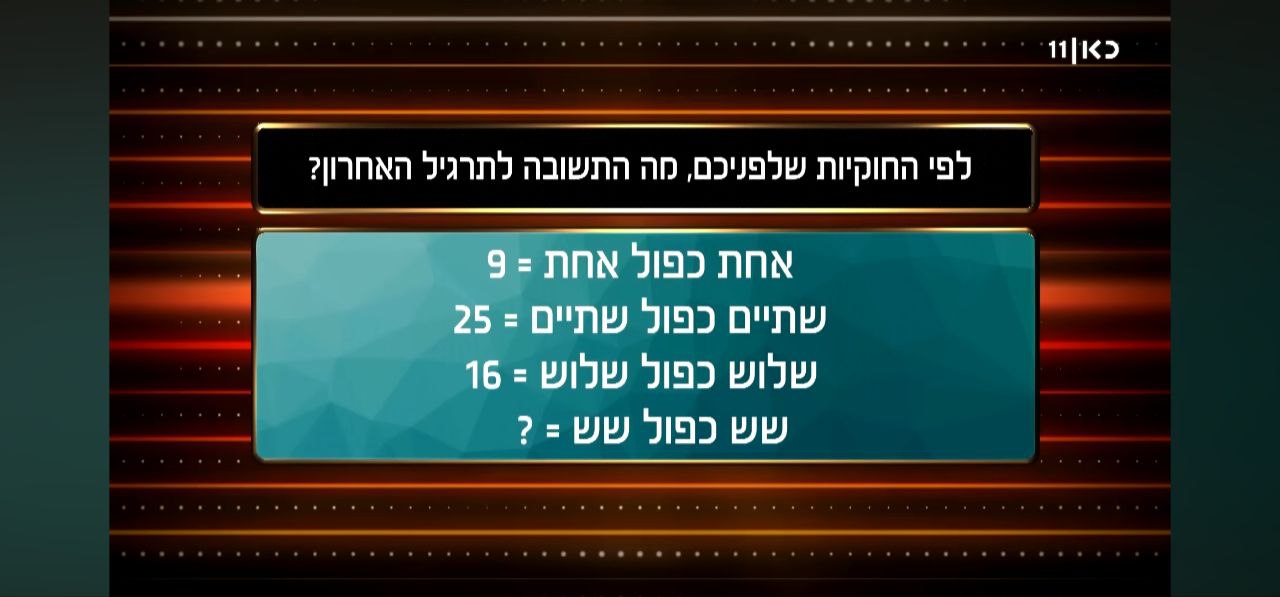 כאן|11
לפי החוקיות שלפניכם, מה התשובה לתרגיל האחרון?
אחת כפול אחת = 9
שתיים כפול שתיים = 25
שלוש כפול שלוש = 16
שש כפול שש = ?